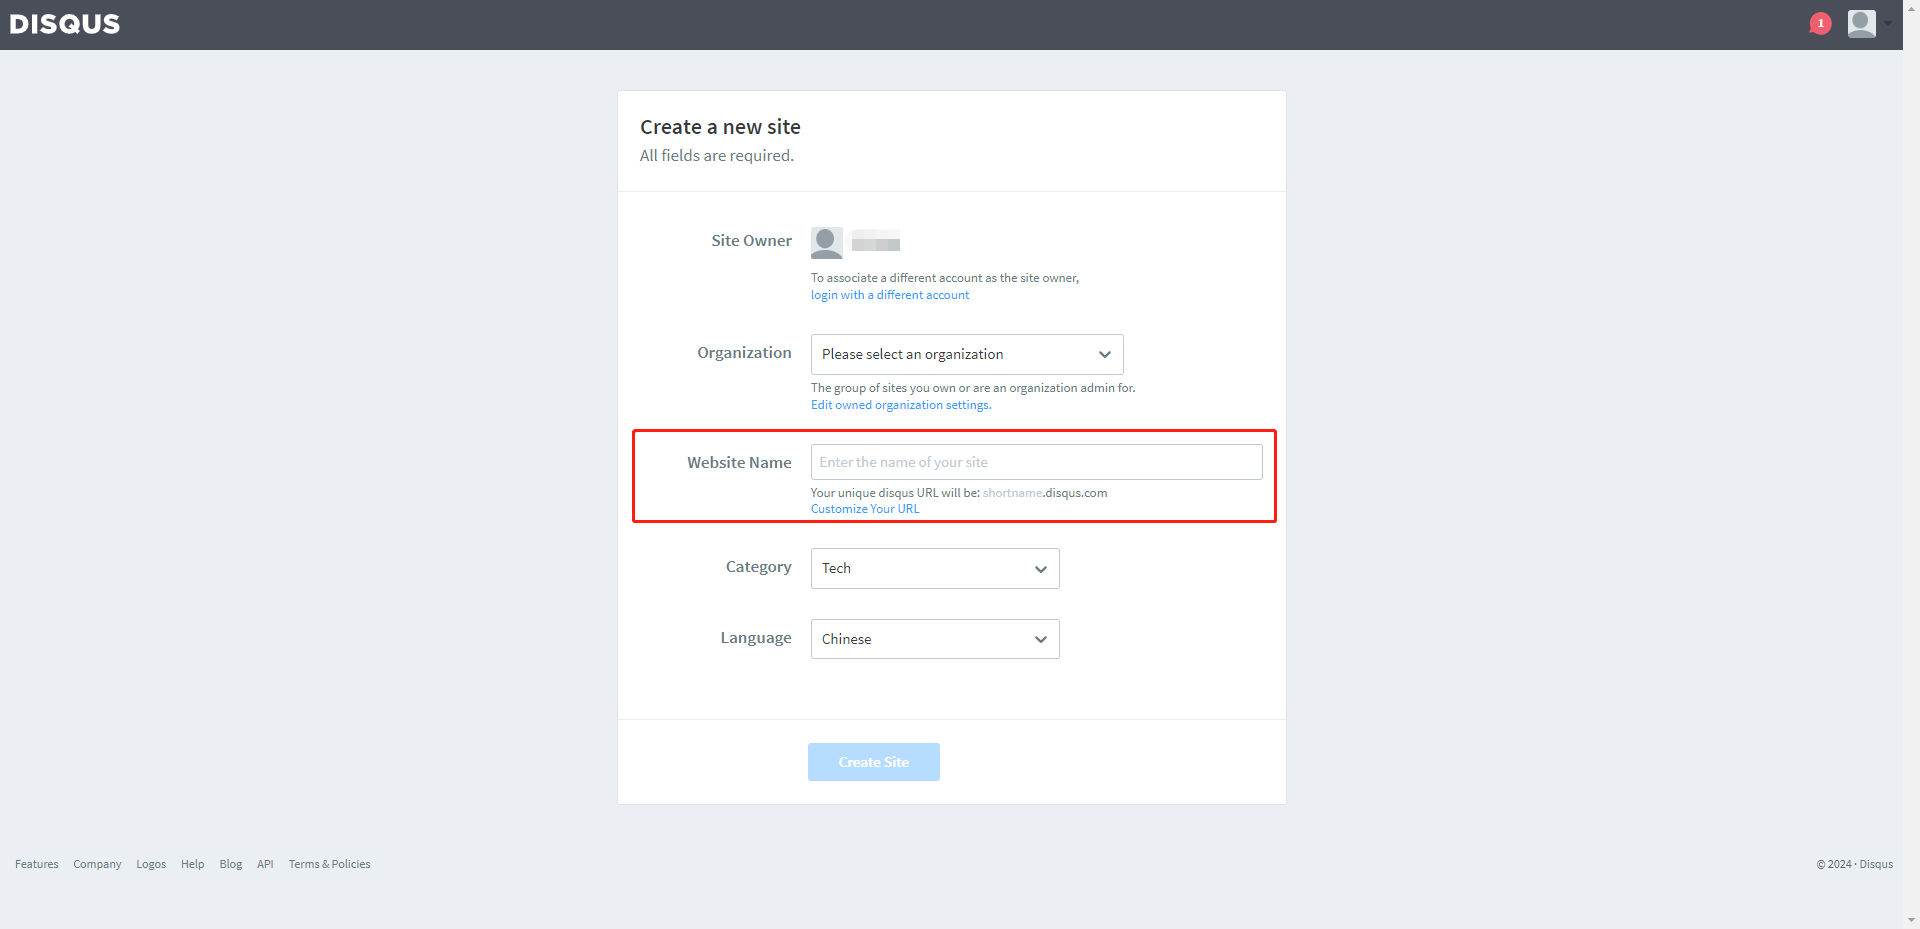 DISQUS
1
Create a new site
All fields are required.
Site Owner
To associate a different account as the site owner,
login with a different account
Organization
Please select an organization
The group of sites you own or are an organization admin for.
Edit owned organization settings.
Website Name
Enter the name of your site
Your unique disqus URL will be: shortname.disqus.com
Customize Your URL
Category
Tech
Language
Chinese
Create Site
Features Company Logos Help Blog API Terms & Policies
© 2024 · Disqus